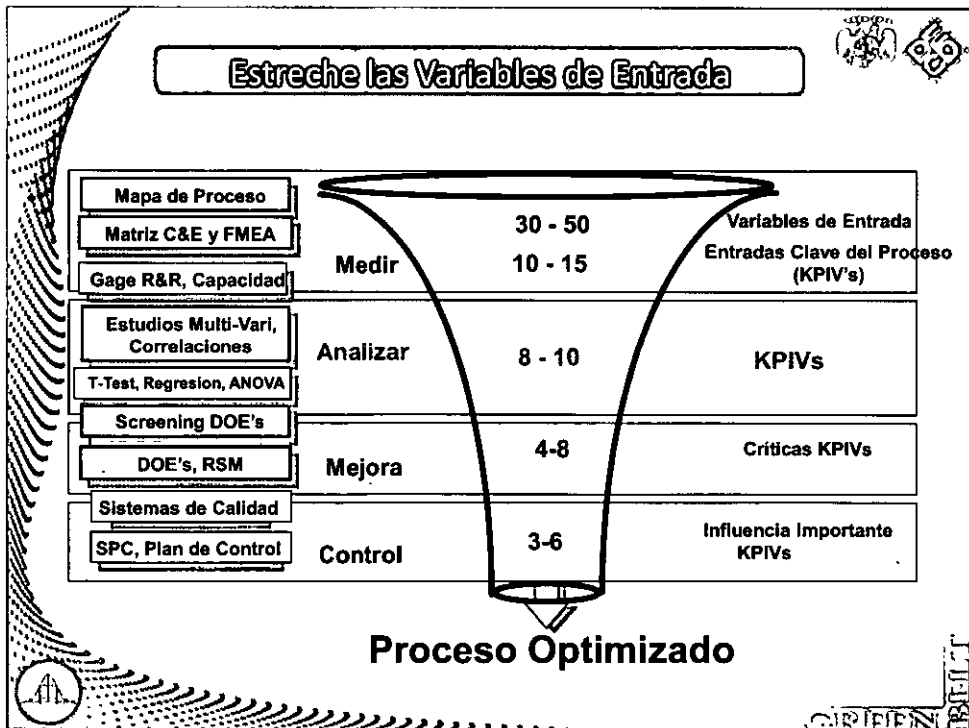 Estreche las Variables de Entrada
Mapa de Proceso
Matriz C&E y FMEA
Gage R&R, Capacidad
Medir
30 - 50
10 - 15
Variables de Entrada
Entradas Clave del Proceso
(KPIV's)
Estudios Multi-Vari,
Correlaciones
T-Test, Regresion, ANOVA
Analizar
8 - 10
KPIVs
Screening DOE's
DOE's, RSM
Mejora
4-8
Críticas KPIVs
Sistemas de Calidad
SPC, Plan de Control
Control
3-6
Influencia Importante
KPIVs
Proceso Optimizado
GREEN
BELT